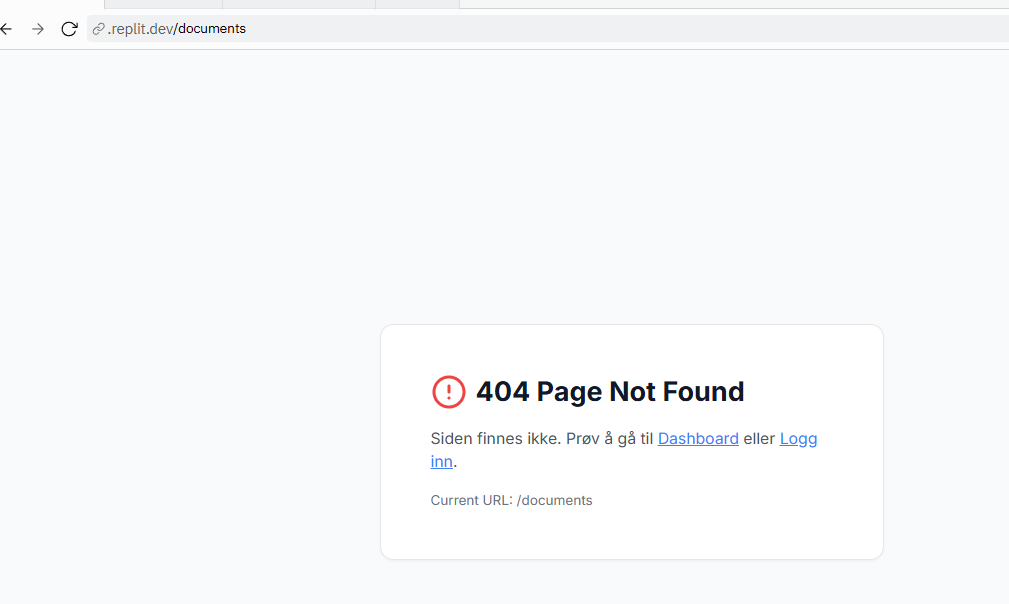 .replit.dev/documents
404 Page Not Found
Siden finnes ikke. Prøv å gå til Dashboard eller Logg
inn.
Current URL: /documents